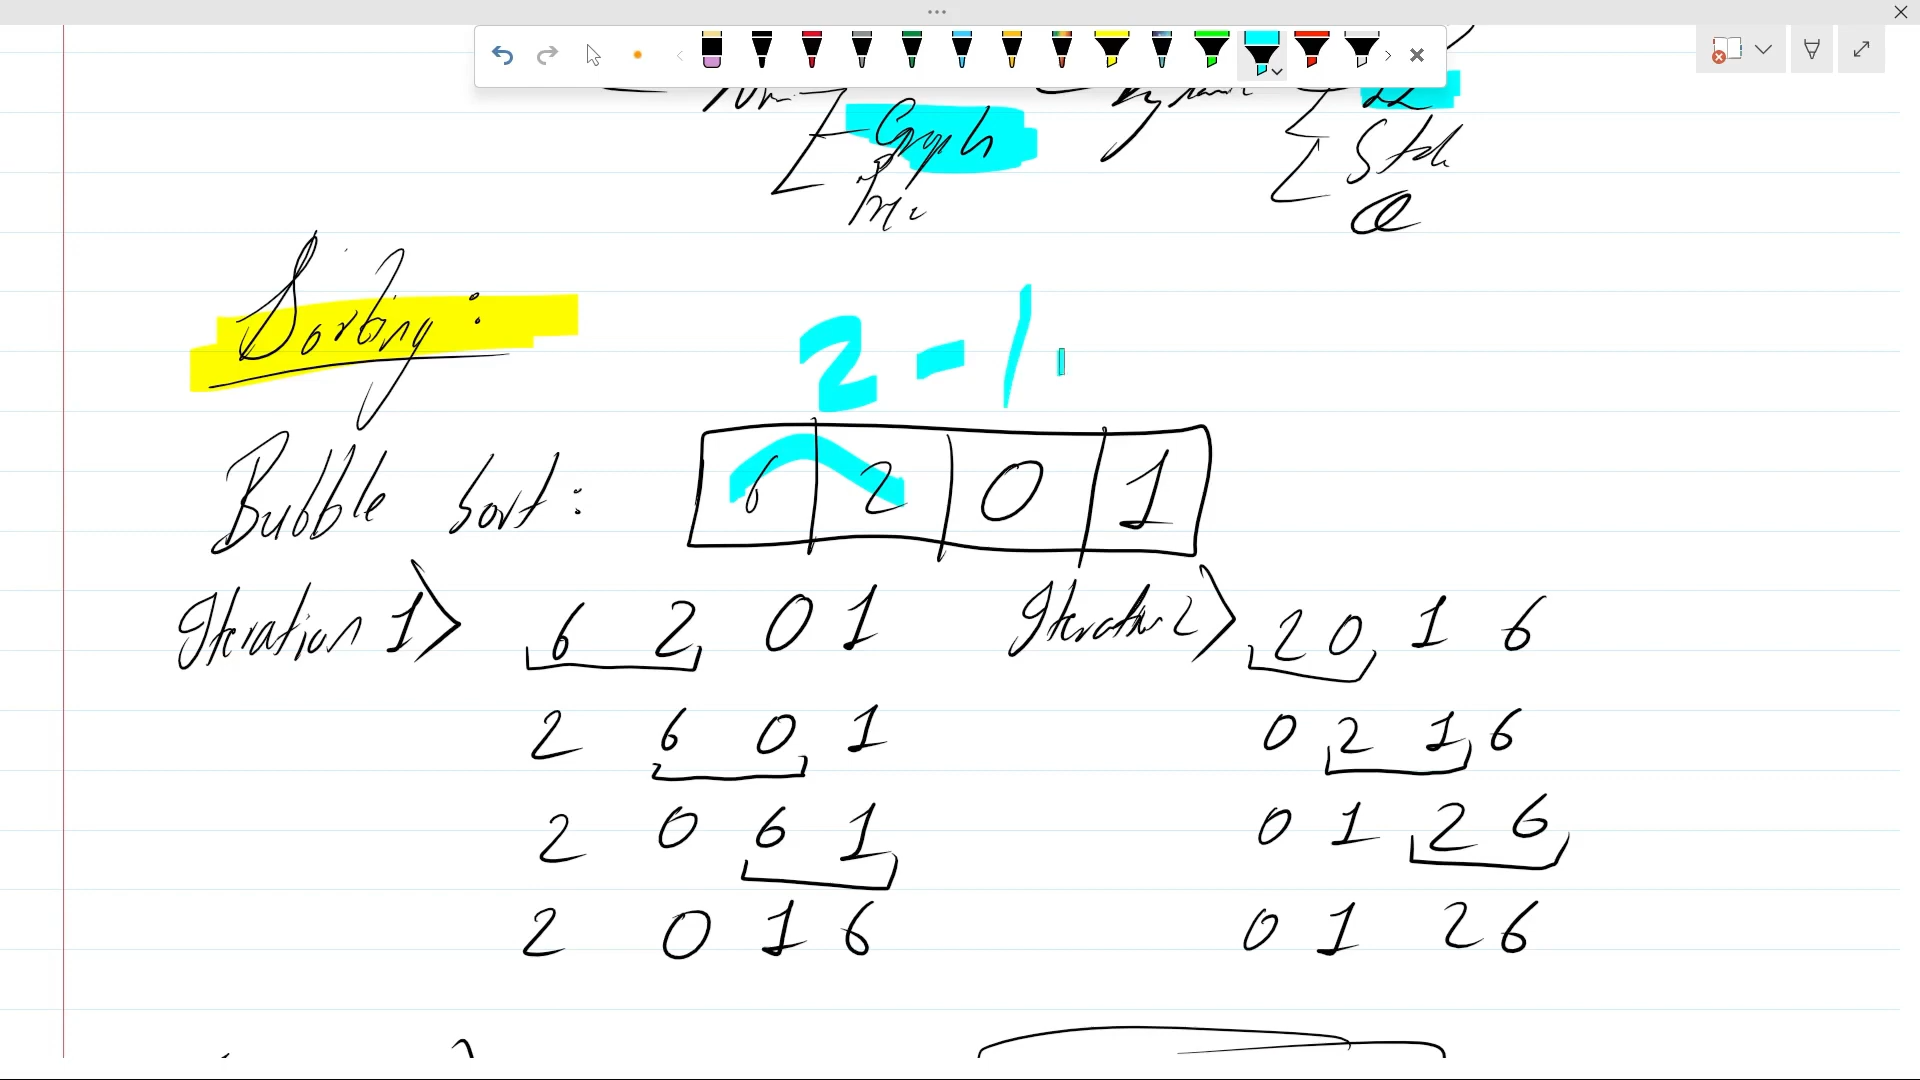 Graph
Tree
Stack
Q
Sorting :
2 - 1
Bubble Sort : 6 2 0 1
Iteration 1> 6 2 0 1 Iteration 2> 2 0 1 6
2 6 0 1 0 2 1 6
2 0 6 1 0 1 2 6
2 0 1 6 0 1 2 6